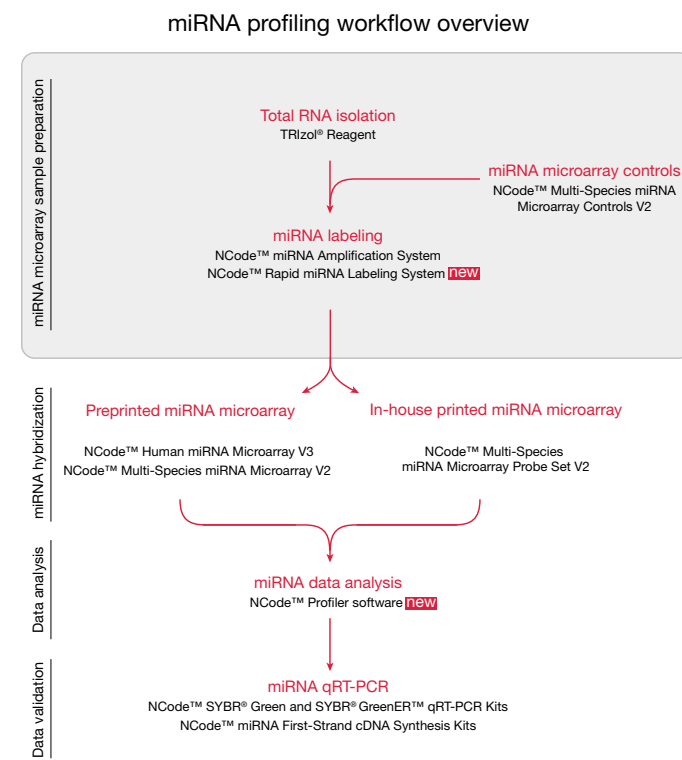 miRNA profiling workflow overview
miRNA microarray sample preparation
Total RNA isolation
TRIzol® Reagent
miRNA microarray controls
NCode™ Multi-Species miRNA
Microarray Controls V2
miRNA labeling
NCode™ miRNA Amplification System
NCode™ Rapid miRNA Labeling System new
miRNA hybridization
Preprinted miRNA microarray
NCode™ Human miRNA Microarray V3
NCode™ Multi-Species miRNA Microarray V2
In-house printed miRNA microarray
NCode™ Multi-Species
miRNA Microarray Probe Set V2
Data analysis
miRNA data analysis
NCode™ Profiler software new
Data validation
miRNA qRT-PCR
NCode™ SYBR® Green and SYBR® GreenER™ qRT-PCR Kits
NCode™ miRNA First-Strand cDNA Synthesis Kits